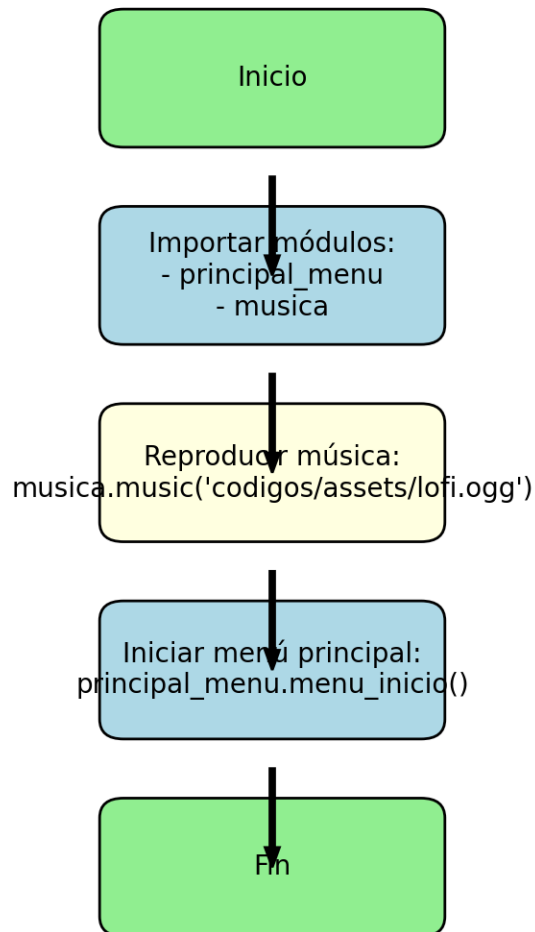 Inicio
Importar módulos:
- principal_menu
- musica
Reproducir música:
musica.music('codigos/assets/lofi.ogg')
Iniciar menú principal:
principal_menu.menu_inicio()
Fin